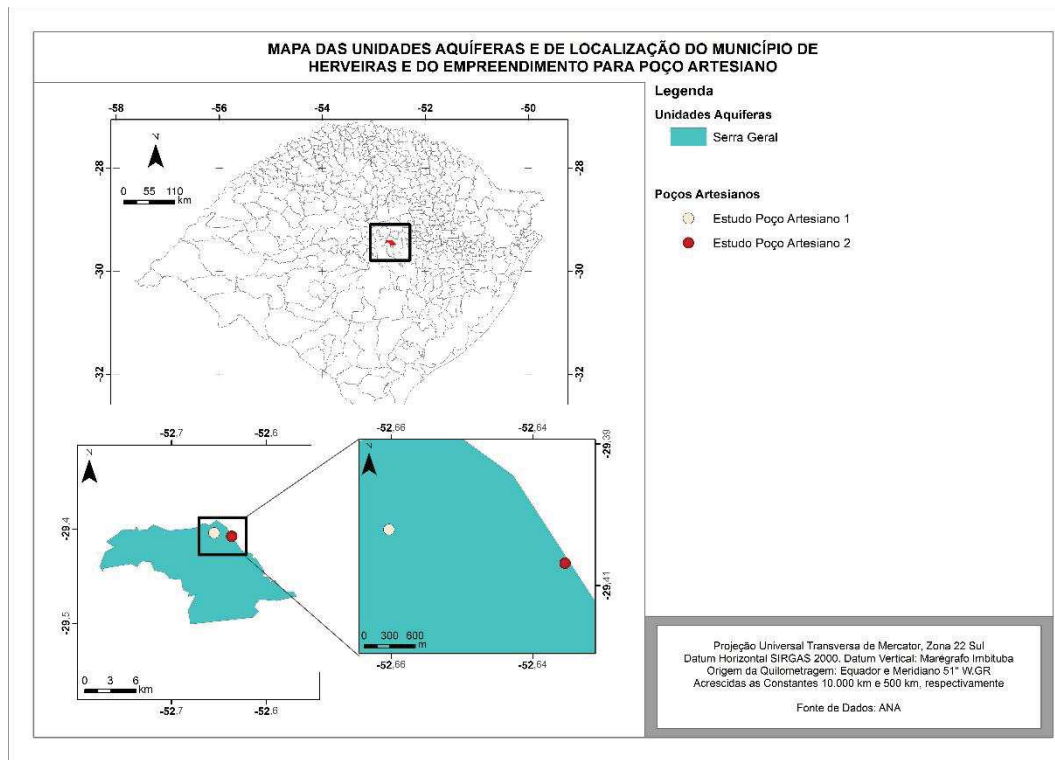 MAPA DAS UNIDADES AQUÍFERAS E DE LOCALIZAÇÃO DO MUNICÍPIO DE
HERVEIRAS E DO EMPREENDIMENTO PARA POÇO ARTESIANO
-58 -56 -54 -52 -50
N
0 55 110
km
-28
-28
-30
-30
-32
-32
Legenda
Unidades Aquíferas
Serra Geral
Poços Artesianos
Estudo Poço Artesiano 1
Estudo Poço Artesiano 2
-52,7 -52,6
N
-29,4
-29,5
0 3 6
km
-52,7 -52,6
-52,66 -52,64
N
-29,39
-29,41
0 300 600
m
-52,66 -52,64
Projeção Universal Transversa de Mercator, Zona 22 Sul
Datum Horizontal SIRGAS 2000. Datum Vertical: Marégrafo Imbituba
Origem da Quilometragem: Equador e Meridiano 51° W.GR
Acrescidas as Constantes 10.000 km e 500 km, respectivamente
Fonte de Dados: ANA